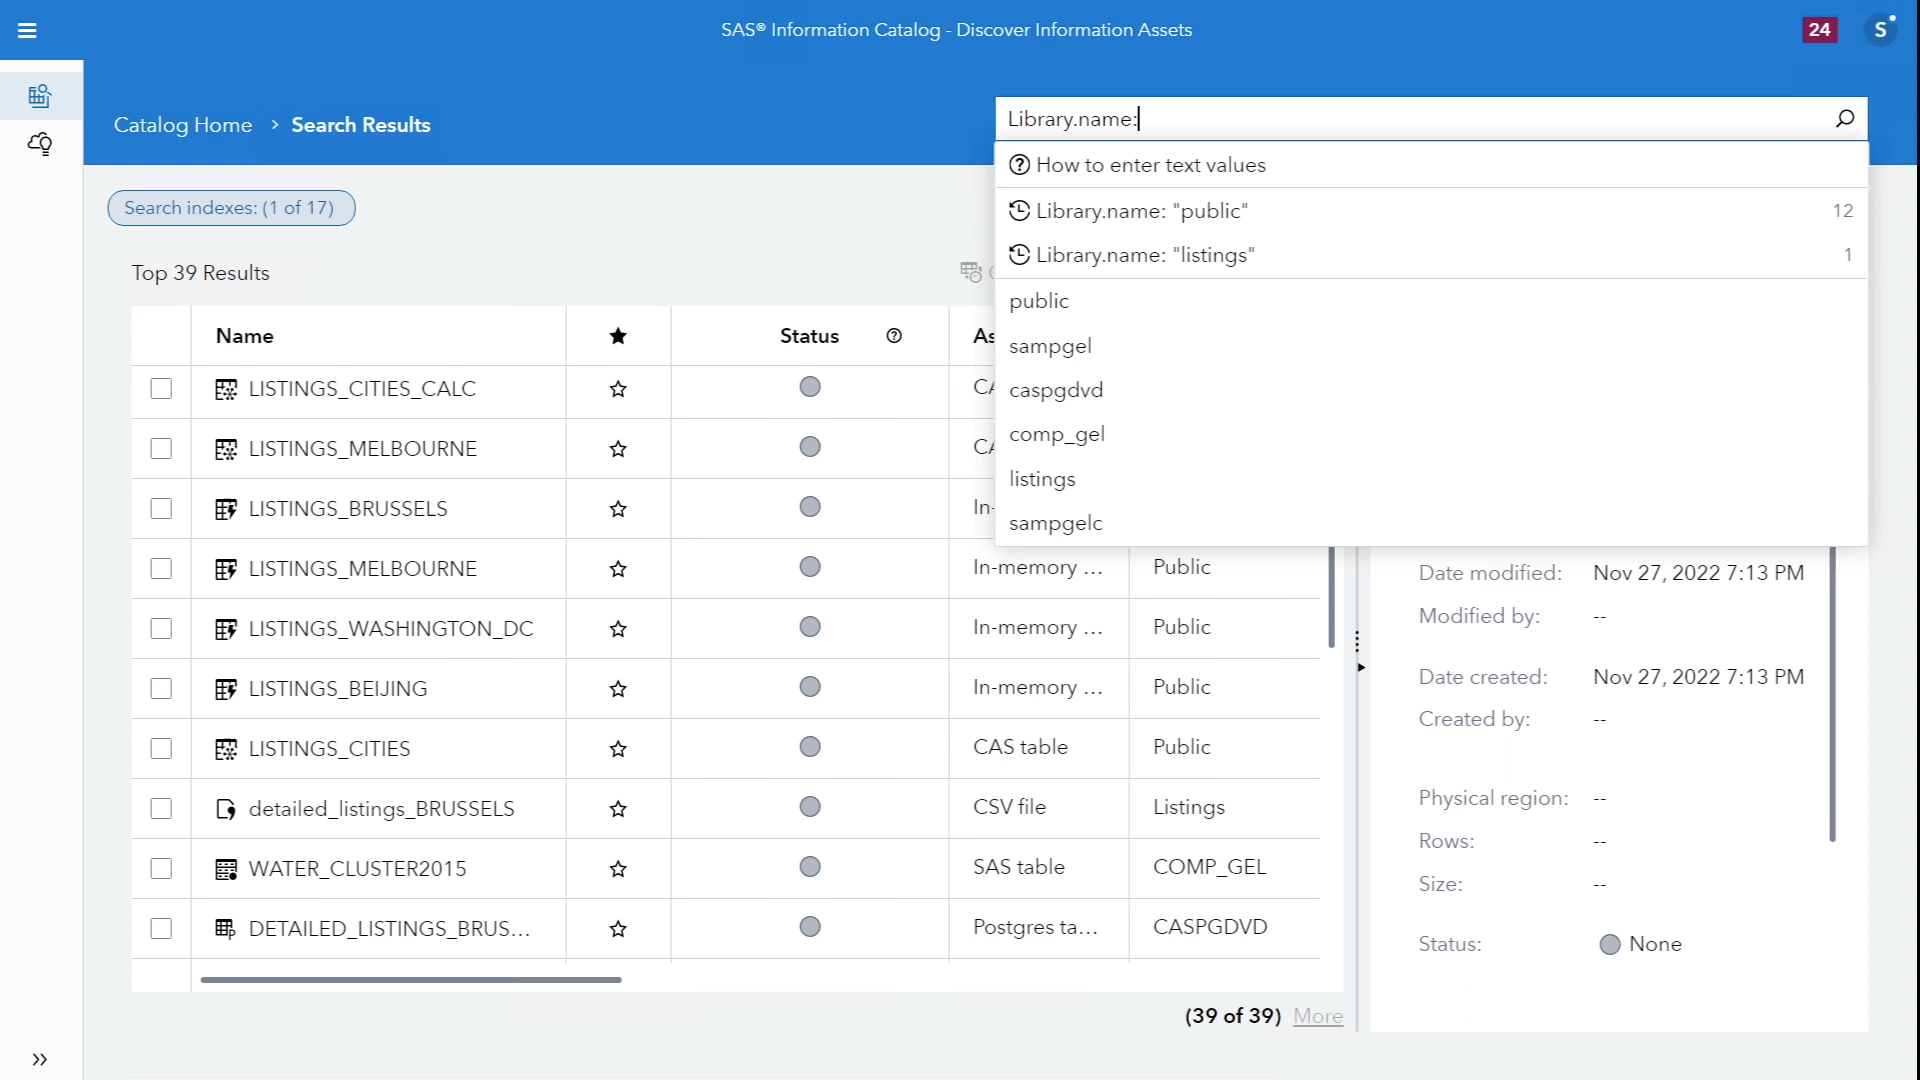 SAS® Information Catalog - Discover Information Assets
24
S
Catalog Home > Search Results
Library.name:
How to enter text values
Library.name: "public" 12
Library.name: "listings" 1
public
sampgel
caspgdvd
comp_gel
listings
sampgelc
Search indexes: (1 of 17)
Top 39 Results
Name Status As
LISTINGS_CITIES_CALC CA
LISTINGS_MELBOURNE CA
LISTINGS_BRUSSELS In-
LISTINGS_MELBOURNE In-memory ... Public
LISTINGS_WASHINGTON_DC In-memory ... Public
LISTINGS_BEIJING In-memory ... Public
LISTINGS_CITIES CAS table Public
detailed_listings_BRUSSELS CSV file Listings
WATER_CLUSTER2015 SAS table COMP_GEL
DETAILED_LISTINGS_BRUS... Postgres ta... CASPGDVD
(39 of 39) More
Date modified: Nov 27, 2022 7:13 PM
Modified by: --
Date created: Nov 27, 2022 7:13 PM
Created by: --
Physical region: --
Rows: --
Size: --
Status: None